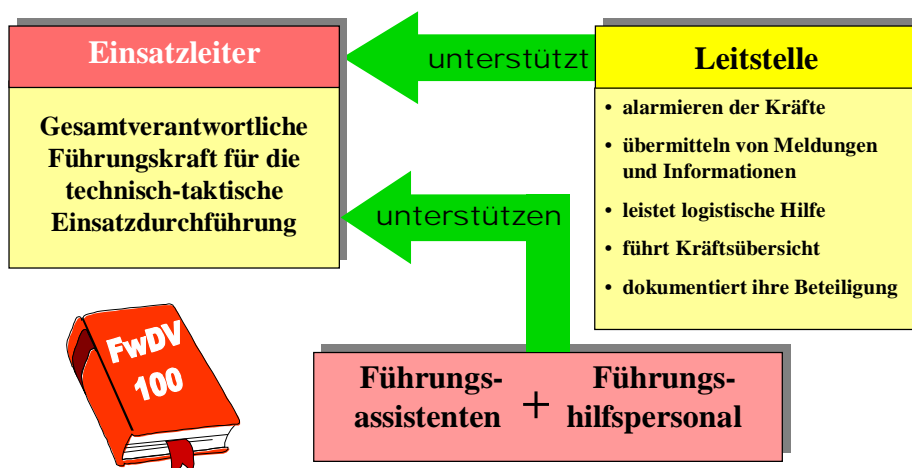 Einsatzleiter
Gesamtverantwortliche
Führungskraft für die
technisch-taktische
Einsatzdurchführung
unterstützt
Leitstelle
• alarmieren der Kräfte
• übermitteln von Meldungen
und Informationen
• leistet logistische Hilfe
• führt Kräftsübersicht
• dokumentiert ihre Beteiligung
unterstützen
FwDV
100
Führungs-
assistenten
+
Führungs-
hilfspersonal